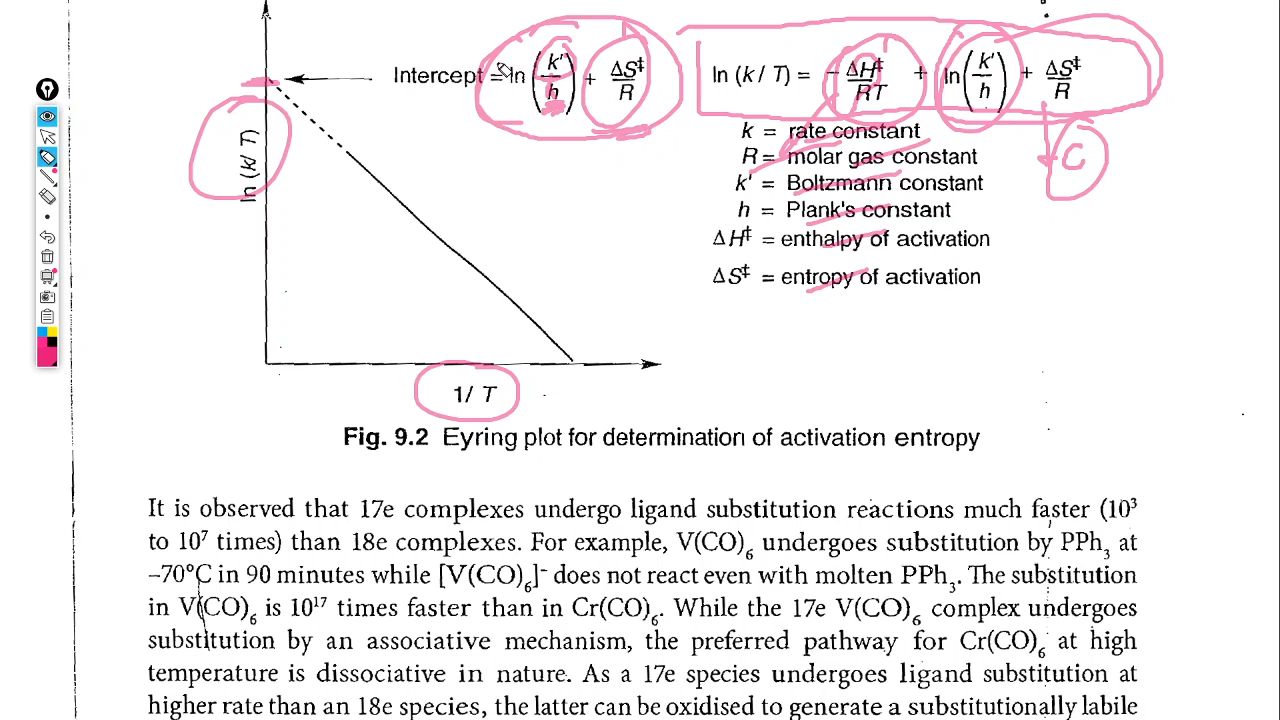 Intercept = ln (k'/h) + ΔS‡/R
ln (k / T) = − ΔH‡/RT + ln (k'/h) + ΔS‡/R
C
k = rate constant
R = molar gas constant
k' = Boltzmann constant
h = Plank's constant
ΔH‡ = enthalpy of activation
ΔS‡ = entropy of activation
ln (k/ T)
1/ T
Fig. 9.2 Eyring plot for determination of activation entropy
It is observed that 17e complexes undergo ligand substitution reactions much faster (10³
to 10⁷ times) than 18e complexes. For example, V(CO)₆ undergoes substitution by PPh₃ at
–70°C in 90 minutes while [V(CO)₆]⁻ does not react even with molten PPh₃. The substitution
in V(CO)₆ is 10¹⁷ times faster than in Cr(CO)₆. While the 17e V(CO)₆ complex undergoes
substitution by an associative mechanism, the preferred pathway for Cr(CO)₆ at high
temperature is dissociative in nature. As a 17e species undergoes ligand substitution at
higher rate than an 18e species, the latter can be oxidised to generate a substitutionally labile